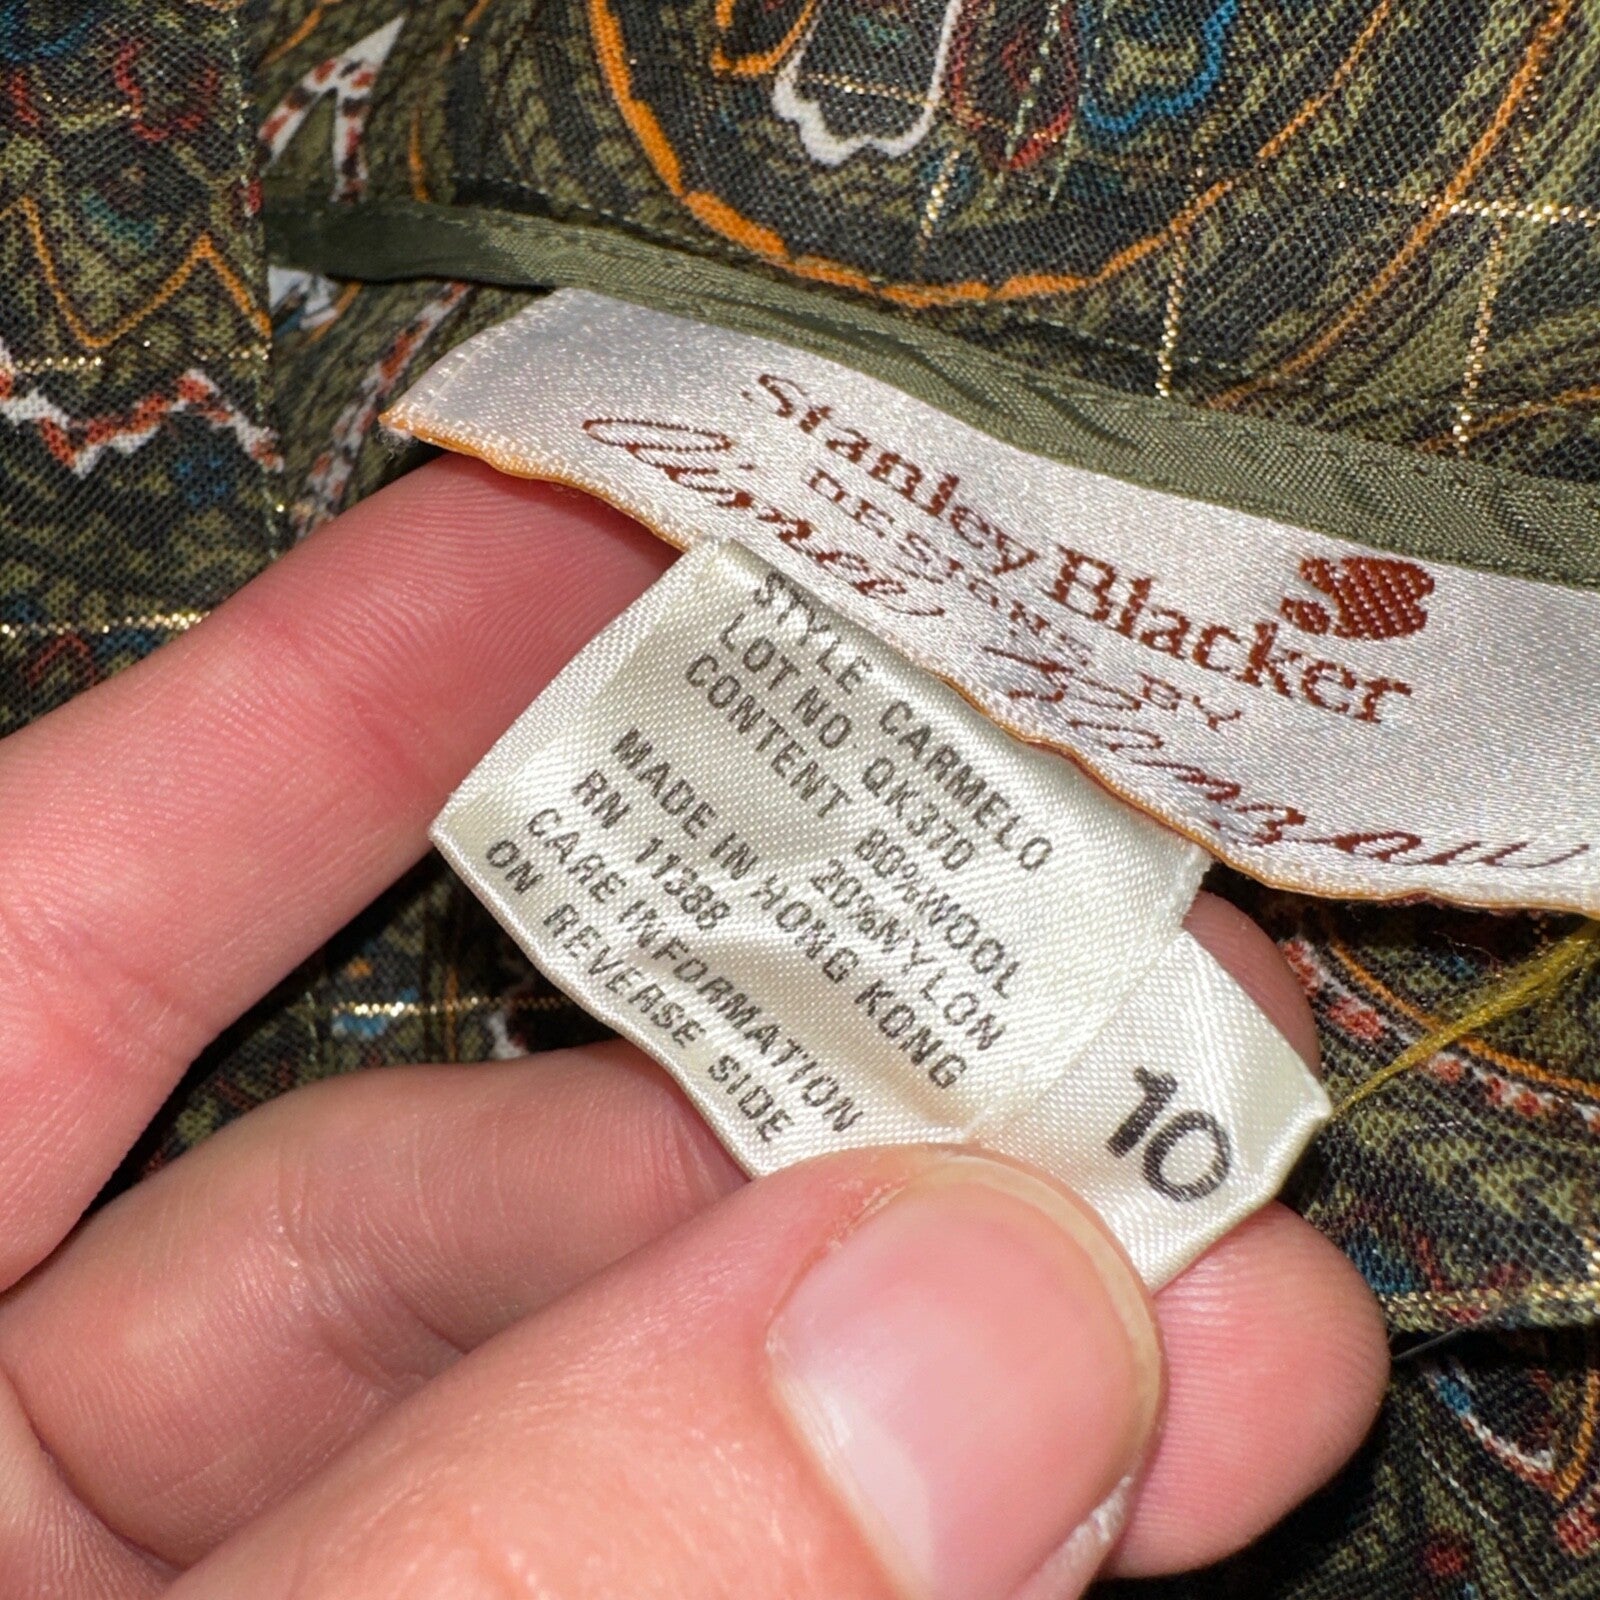 Stanley Blacker
DESIGNS BY
STYLE CARMELO
LOT NO. QK370
CONTENT 80%WOOL
20%NYLON
MADE IN HONG KONG
RN 11388
CARE INFORMATION
ON REVERSE SIDE
10